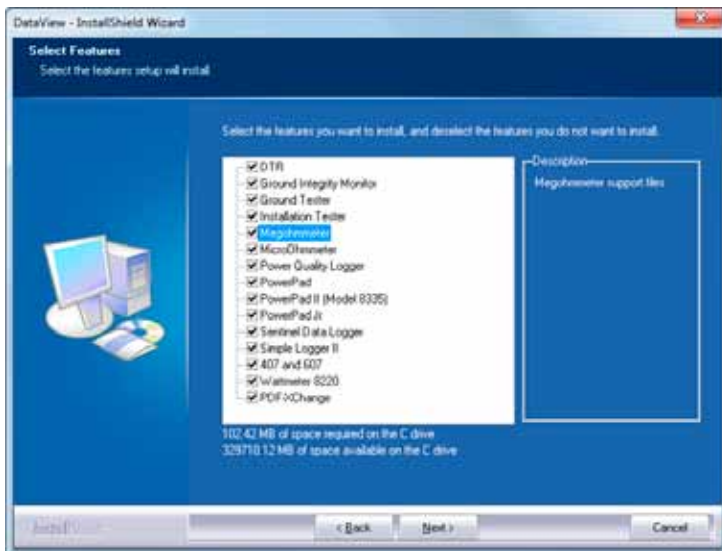 DataView - InstallShield Wizard
Select Features
Select the features setup will install.
Select the features you want to install, and deselect the features you do not want to install.
DTR
Ground Integrity Monitor
Ground Tester
Installation Tester
Megohmmeter
MicroOhmmeter
Power Quality Logger
PowerPad
PowerPad II (Model 8335)
PowerPad Jr
Sentinel Data Logger
Simple Logger II
407 and 607
Wattmeter 8220
PDF-XChange
Description
Megohmmeter support files
102.42 MB of space required on the C drive
329718.12 MB of space available on the C drive
< Back
Next >
Cancel